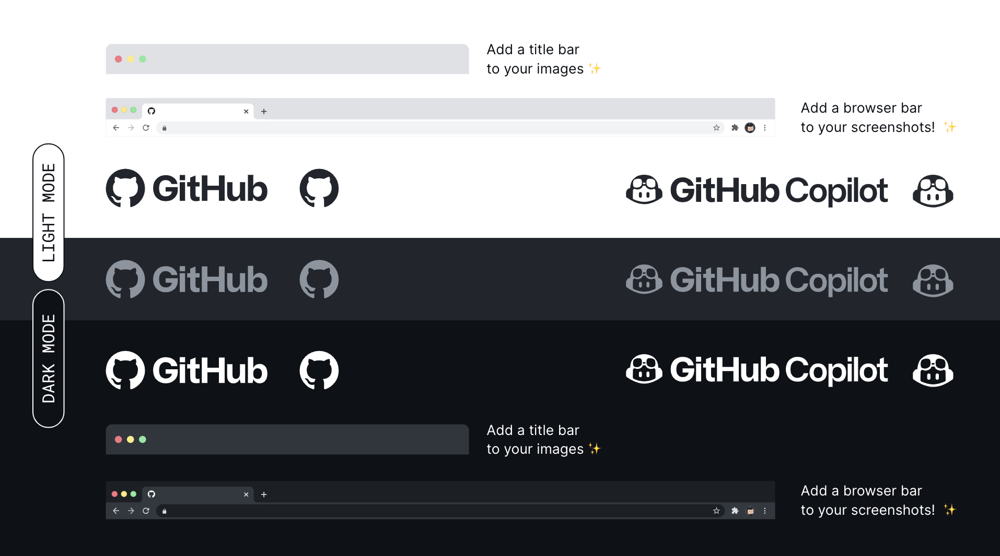 Add a title bar
to your images ✨
Add a browser bar
to your screenshots! ✨
LIGHT MODE
GitHub
GitHub Copilot
GitHub
GitHub Copilot
DARK MODE
GitHub
GitHub Copilot
Add a title bar
to your images ✨
Add a browser bar
to your screenshots! ✨